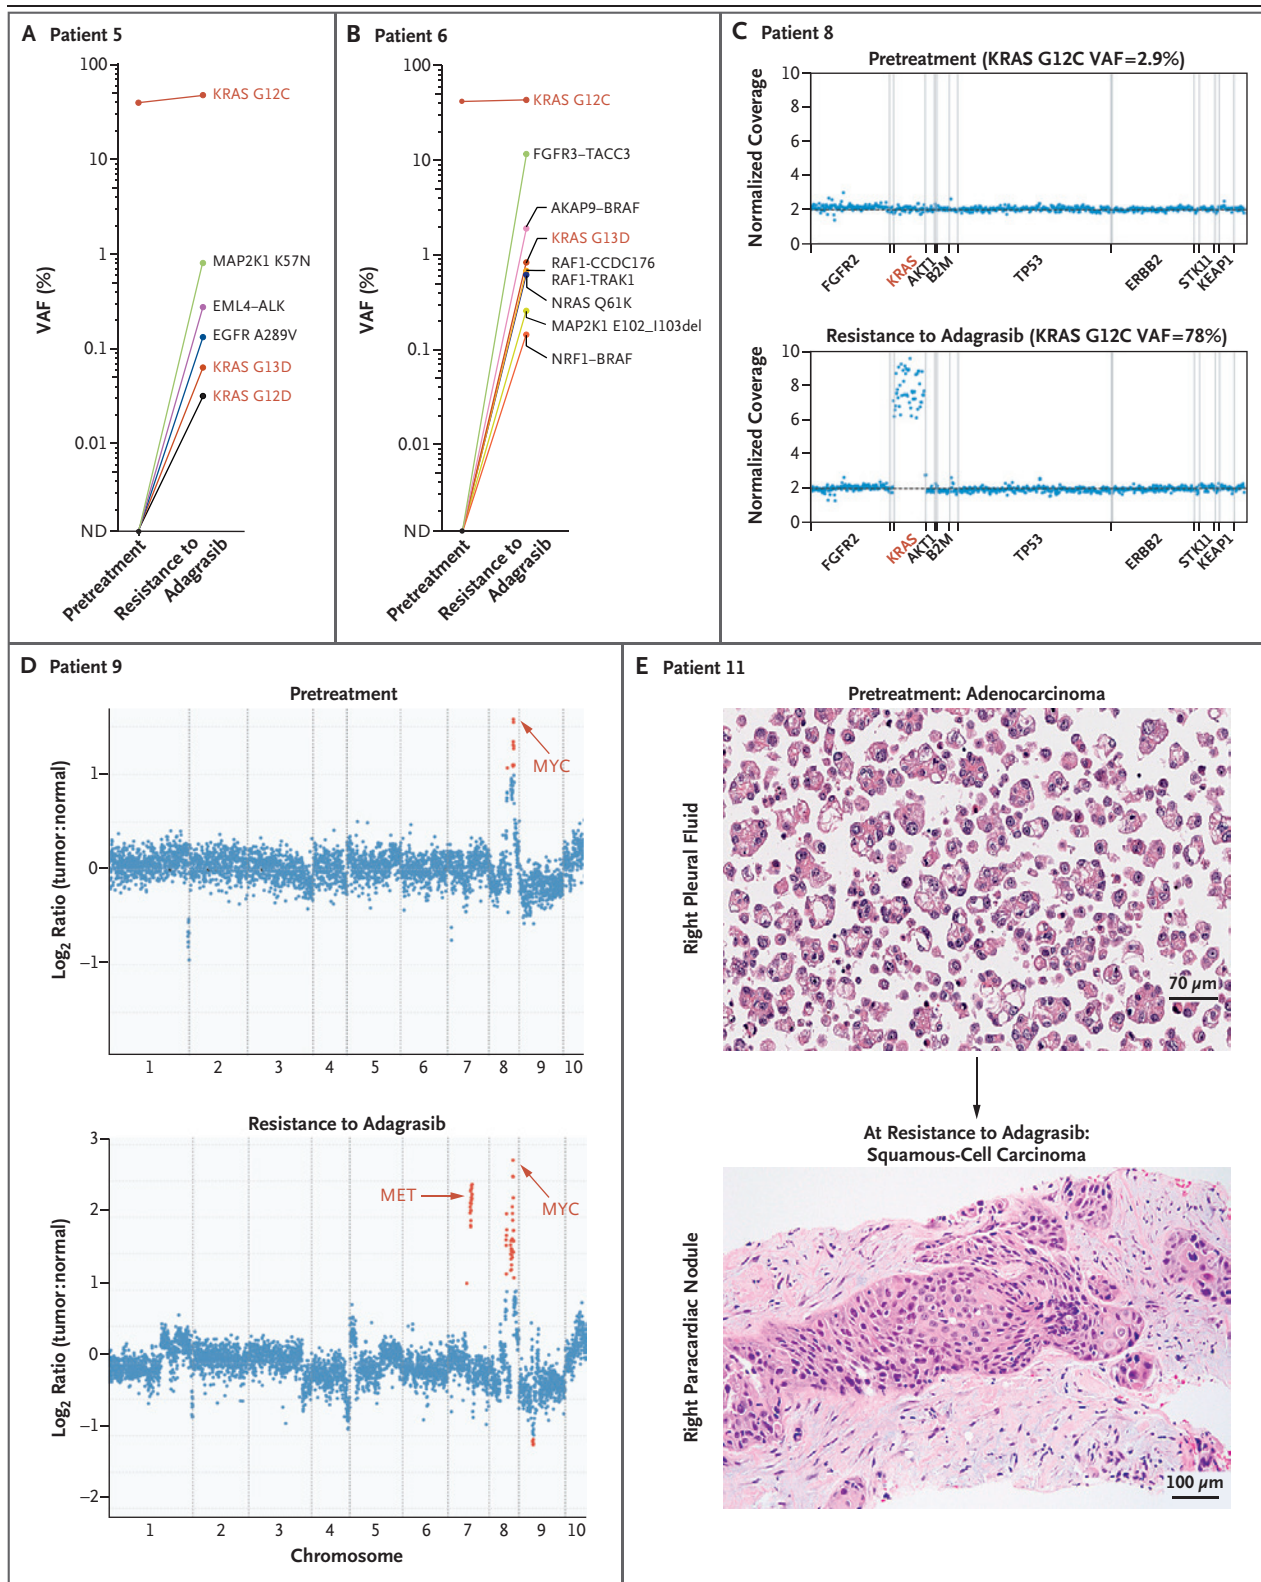 A Patient 5
100
10
1
0.1
0.01
ND
VAF (%)
KRAS G12C
MAP2K1 K57N
EML4–ALK
EGFR A289V
KRAS G13D
KRAS G12D
Pretreatment
Resistance to
Adagrasib
B Patient 6
100
10
1
0.1
0.01
ND
VAF (%)
KRAS G12C
FGFR3–TACC3
AKAP9–BRAF
KRAS G13D
RAF1-CCDC176
RAF1-TRAK1
NRAS Q61K
MAP2K1 E102_I103del
NRF1–BRAF
Pretreatment
Resistance to
Adagrasib
C Patient 8
Pretreatment (KRAS G12C VAF=2.9%)
Normalized Coverage
10
8
6
4
2
0
FGFR2
KRAS
AKT1
B2M
TP53
ERBB2
STK11
KEAP1
Resistance to Adagrasib (KRAS G12C VAF=78%)
Normalized Coverage
10
8
6
4
2
0
FGFR2
KRAS
AKT1
B2M
TP53
ERBB2
STK11
KEAP1
D Patient 9
Pretreatment
Log2 Ratio (tumor:normal)
1
0
−1
MYC
1 2 3 4 5 6 7 8 9 10
Resistance to Adagrasib
Log2 Ratio (tumor:normal)
3
2
1
0
−1
−2
MET
MYC
1 2 3 4 5 6 7 8 9 10
Chromosome
E Patient 11
Pretreatment: Adenocarcinoma
Right Pleural Fluid
70 µm
At Resistance to Adagrasib:
Squamous-Cell Carcinoma
Right Paracardiac Nodule
100 µm